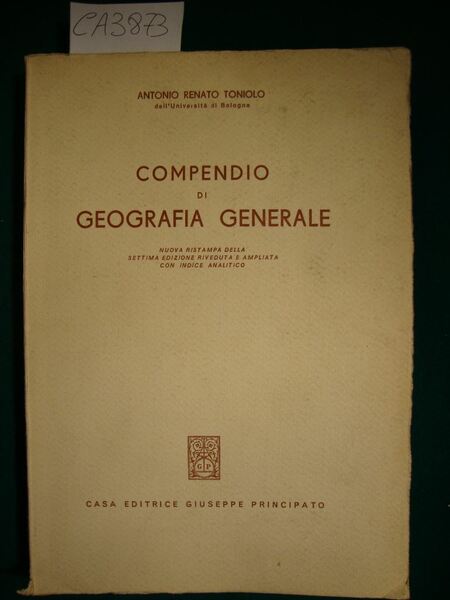 CA3873
ANTONIO RENATO TONIOLO
dell'Università di Bologna
COMPENDIO
DI
GEOGRAFIA GENERALE
NUOVA RISTAMPA DELLA
SETTIMA EDIZIONE RIVEDUTA E AMPLIATA
CON INDICE ANALITICO
G P
CASA EDITRICE GIUSEPPE PRINCIPATO